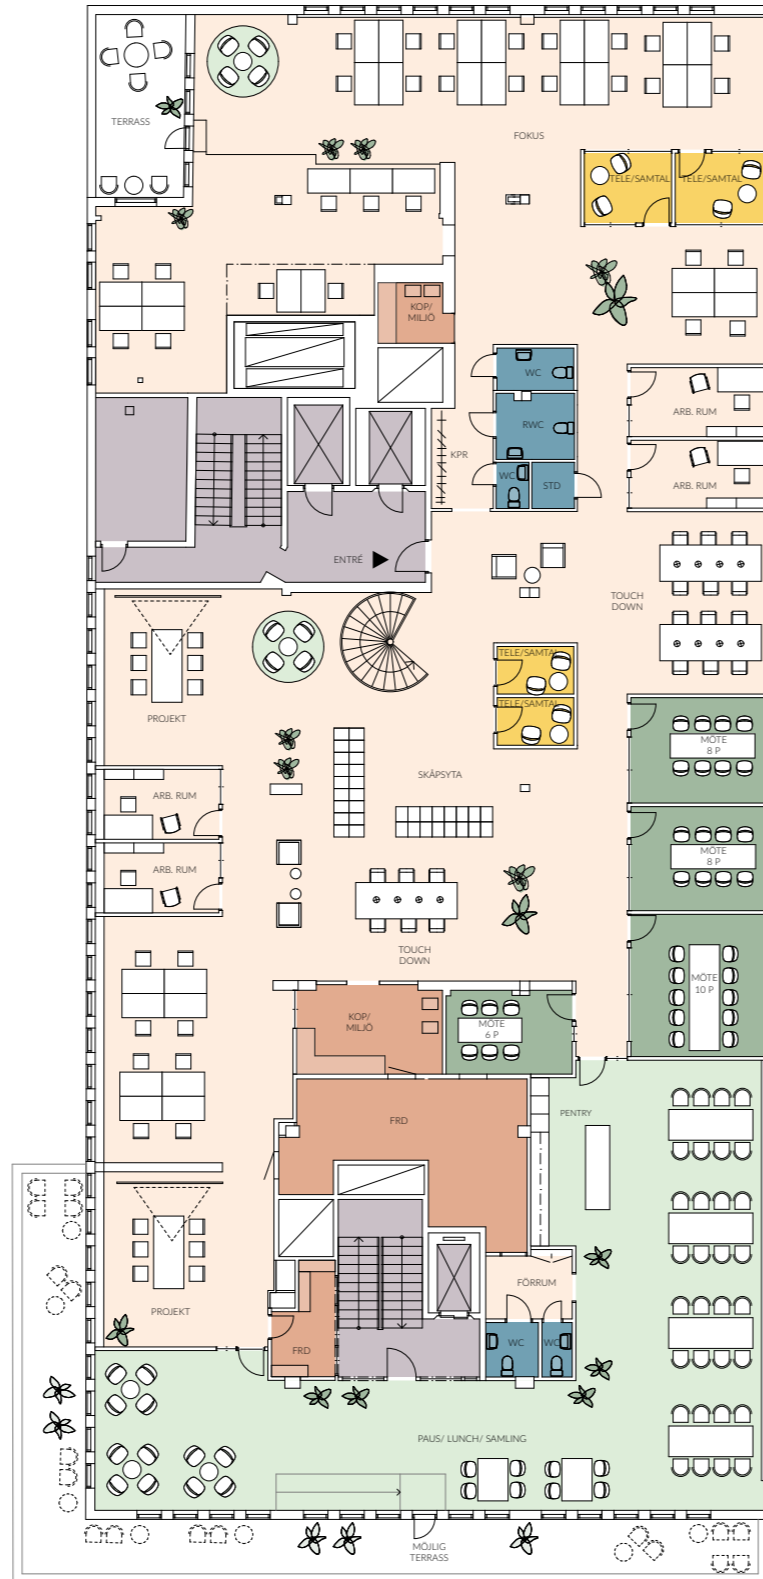 TERRASS
FOKUS
TELE/SAMTAL
TELE/SAMTAL
KOP/
MILJÖ
WC
ARB. RUM
RWC
KPR
WC
STD
ARB. RUM
ENTRÉ
TOUCH
DOWN
TELE/SAMTAL
TELE/SAMTAL
PROJEKT
MÖTE
8 P
SKÅPSYTA
ARB. RUM
MÖTE
8 P
ARB. RUM
TOUCH
DOWN
MÖTE
10 P
KOP/
MILJÖ
MÖTE
6 P
FRD
PENTRY
FÖRRUM
PROJEKT
FRD
WC
WC
PAUS/ LUNCH/ SAMLING
MÖJLIG
TERRASS